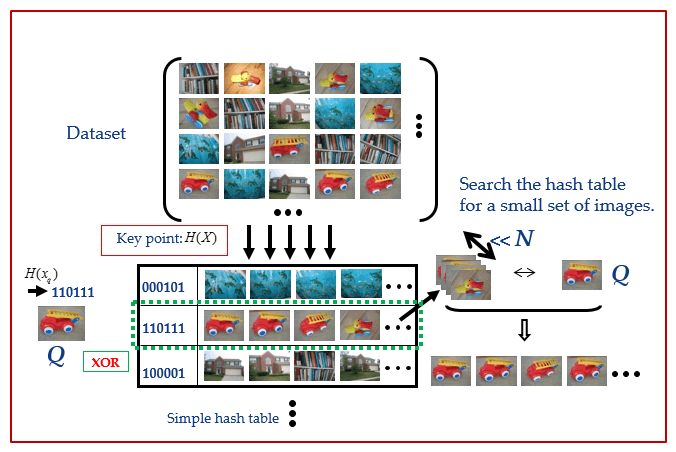 Dataset
Search the hash table
for a small set of images.
<< N
Key point: H(X)
H(x_q)
110111
000101
Q
110111
Q
XOR
100001
Simple hash table